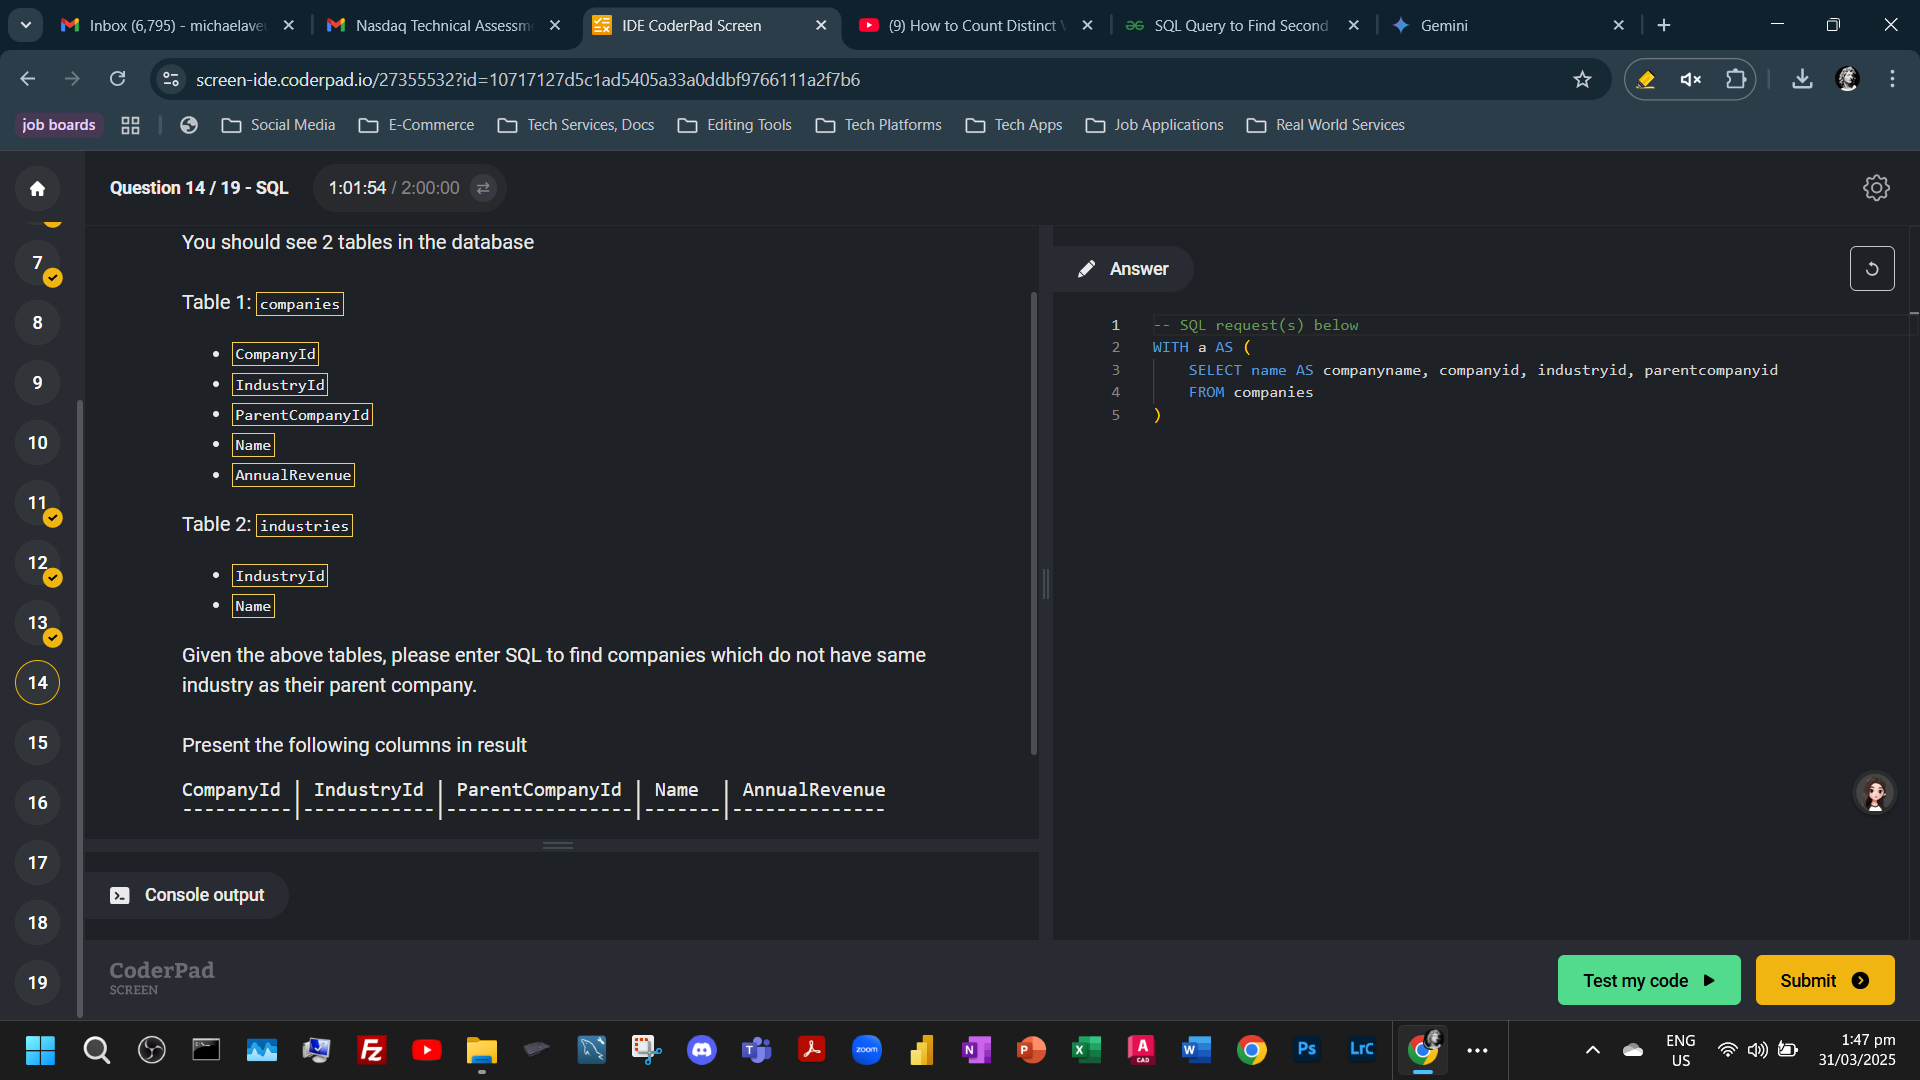 Inbox (6,795) - michaelave
Nasdaq Technical Assessm
IDE CoderPad Screen
(9) How to Count Distinct V
SQL Query to Find Second
Gemini
screen-ide.coderpad.io/27355532?id=10717127d5c1ad5405a33a0ddbf9766111a2f7b6
job boards
Social Media
E-Commerce
Tech Services, Docs
Editing Tools
Tech Platforms
Tech Apps
Job Applications
Real World Services
Question 14 / 19 - SQL
1:01:54 / 2:00:00
7
8
9
10
11
12
13
14
15
16
17
18
19
You should see 2 tables in the database
Table 1: companies
• CompanyId
• IndustryId
• ParentCompanyId
• Name
• AnnualRevenue
Table 2: industries
• IndustryId
• Name
Given the above tables, please enter SQL to find companies which do not have same
industry as their parent company.
Present the following columns in result
CompanyId | IndustryId | ParentCompanyId | Name | AnnualRevenue
----------|------------|-----------------|-------|--------------
Console output
Answer
1 -- SQL request(s) below
2 WITH a AS (
3 SELECT name AS companyname, companyid, industryid, parentcompanyid
4 FROM companies
5 )
CoderPad
SCREEN
Test my code
Submit
Fz
zoom
N
P
X
A
CAD
W
Ps
LrC
ENG
US
1:47 pm
31/03/2025